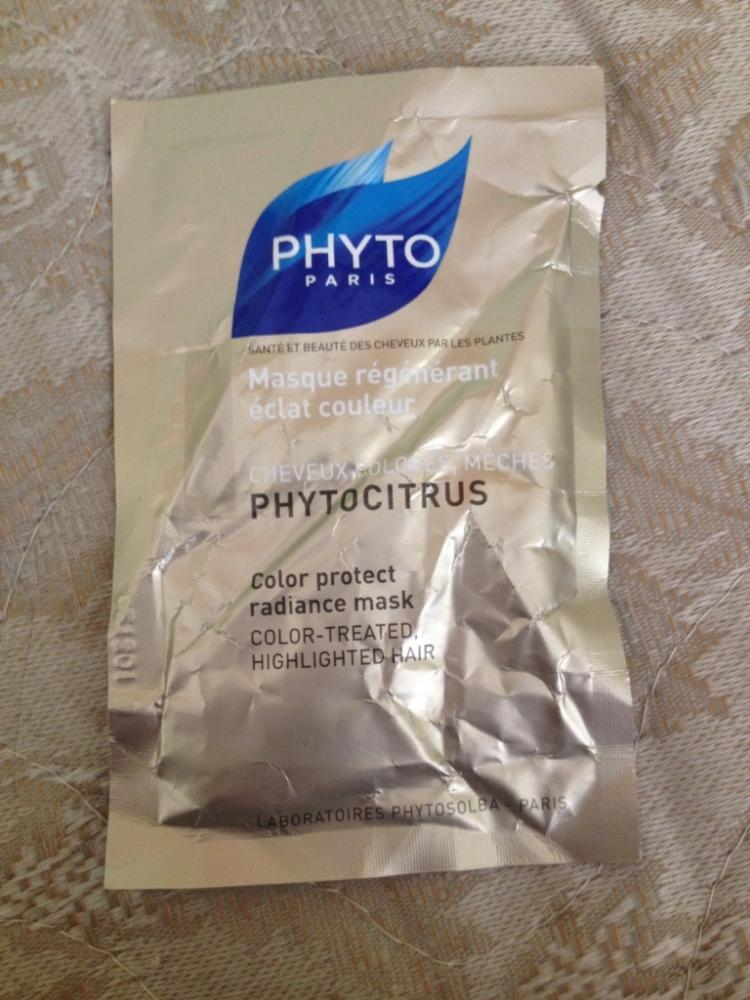 PHYTO
PARIS
SANTÉ ET BEAUTÉ DES CHEVEUX PAR LES PLANTES
Masque régénérant
éclat couleur
CHEVEUX COLORÉS, MÉCHÉS
PHYTOCITRUS
Color protect
radiance mask
COLOR-TREATED,
HIGHLIGHTED HAIR
LABORATOIRES PHYTOSOLBA - PARIS